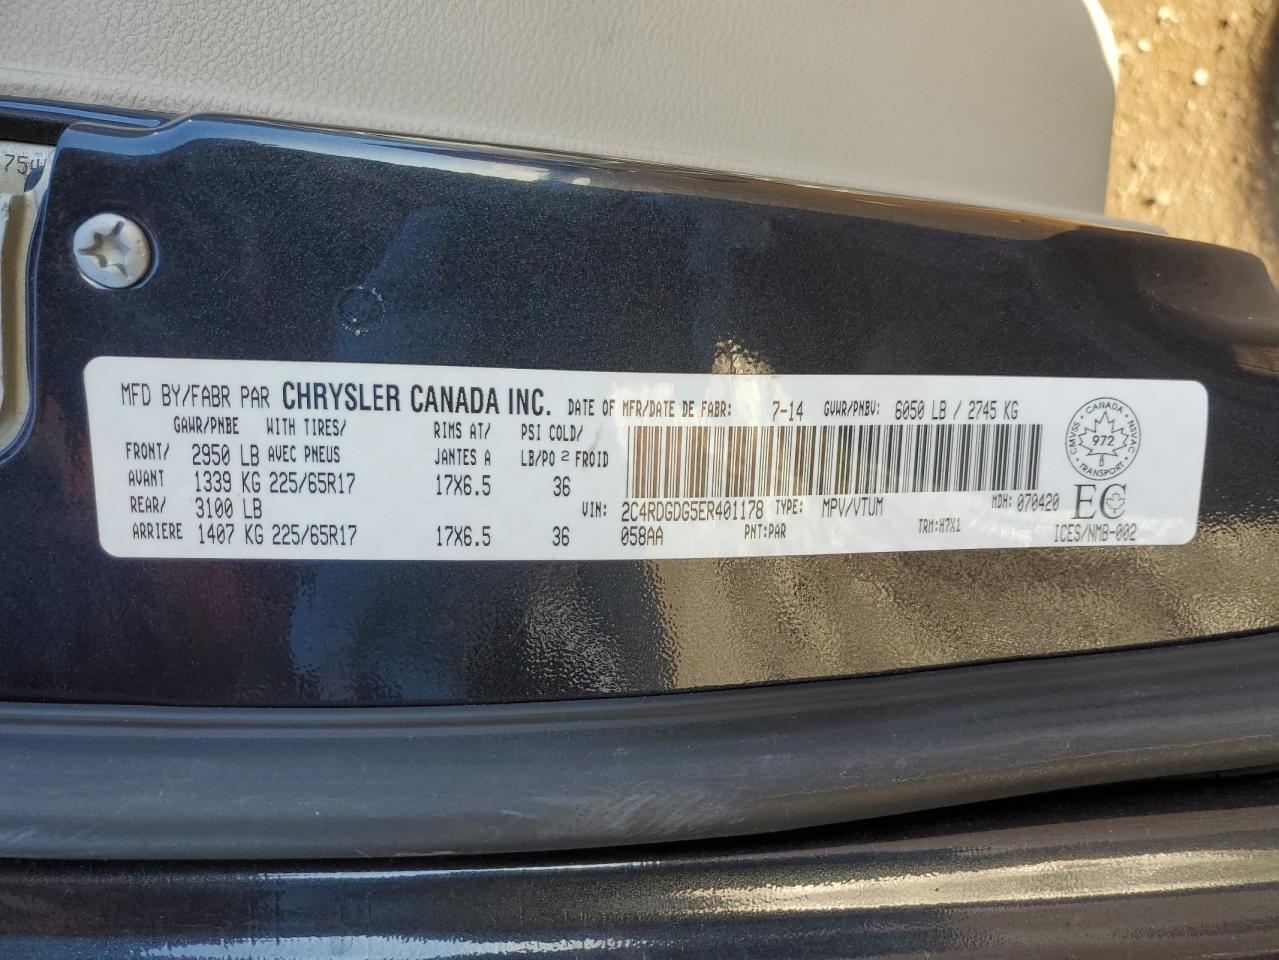 75W
MFD BY/FABR PAR CHRYSLER CANADA INC. DATE OF MFR/DATE DE FABR: 7-14 GVWR/PNBV: 6050 LB / 2745 KG
GAWR/PNBE WITH TIRES/ RIMS AT/ PSI COLD/
FRONT/ 2950 LB AVEC PNEUS JANTES A LB/PO 2 FROID
AVANT 1339 KG 225/65R17 17X6.5 36
REAR/ 3100 LB
ARRIERE 1407 KG 225/65R17 17X6.5 36
VIN: 2C4RDGDG5ER401178 TYPE: MPV/VTUM MDH: 070420
058AA PNT:PAR TRM:H7X1
CANADA
CMVSS NSVAC
972
TRANSPORT
EC
ICES/NMB-002